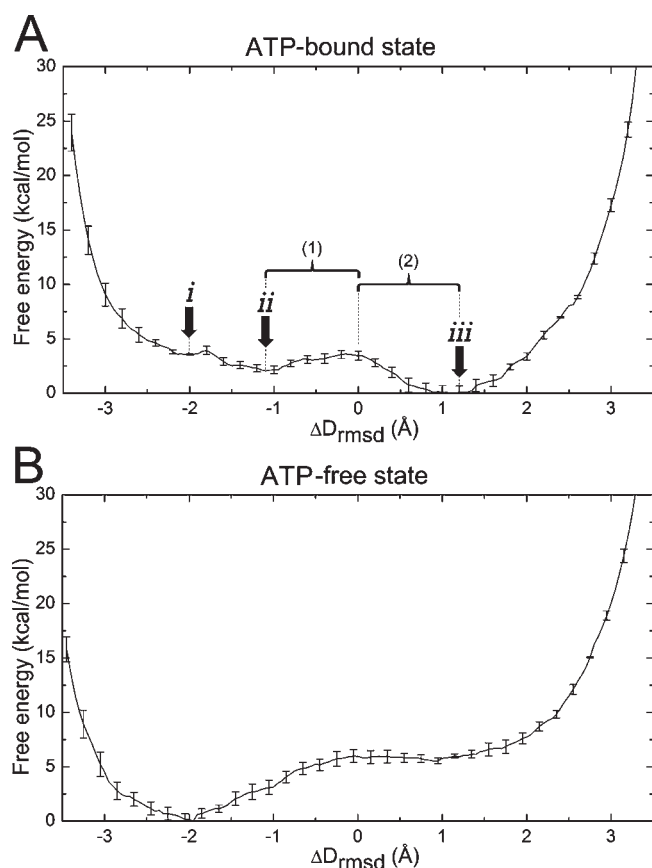 A
ATP-bound state
30
25
20
15
10
5
0
Free energy (kcal/mol)
i
ii
(1)
(2)
iii
-3 -2 -1 0 1 2 3
ΔDrmsd (Å)
B
ATP-free state
30
25
20
15
10
5
0
Free energy (kcal/mol)
-3 -2 -1 0 1 2 3
ΔDrmsd (Å)